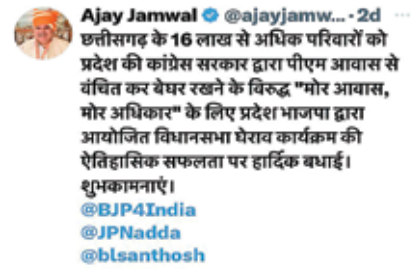 Ajay Jamwal @ajayjamw... · 2d ...
छत्तीसगढ़ के 16 लाख से अधिक परिवारों को
प्रदेश की कांग्रेस सरकार द्वारा पीएम आवास से
वंचित कर बेघर रखने के विरुद्ध "मोर आवास,
मोर अधिकार" के लिए प्रदेश भाजपा द्वारा
आयोजित विधानसभा घेराव कार्यक्रम की
ऐतिहासिक सफलता पर हार्दिक बधाई।
शुभकामनाएं।
@BJP4India
@JPNadda
@blsanthosh